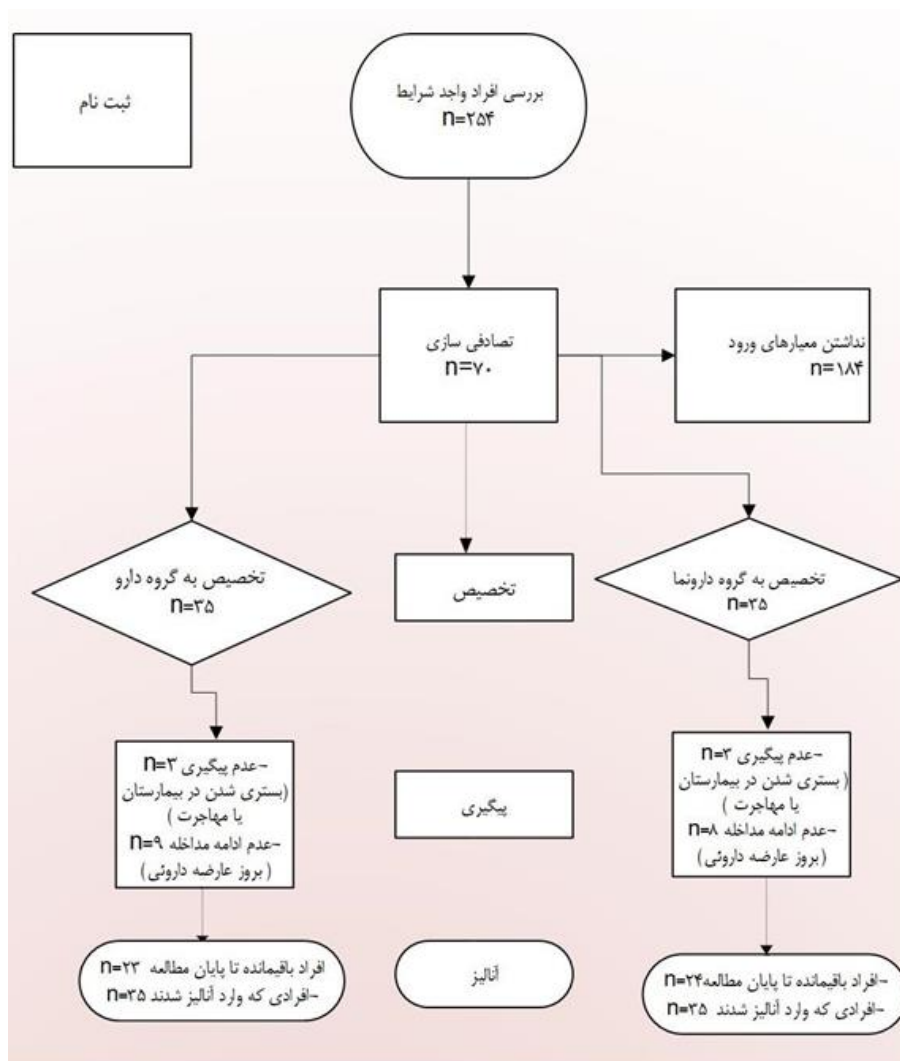 ثبت نام
بررسی افراد واجد شرایط
n=۲۵۴
تصادفی سازی
n=۷۰
نداشتن معیارهای ورود
n=۱۸۴
تخصیص به گروه دارو
n=۳۵
تخصیص
تخصیص به گروه دارونما
n=۳۵
-عدم پیگیری n=۳
(بستری شدن در بیمارستان
یا مهاجرت )
-عدم ادامه مداخله n=۹
(بروز عارضه داروئی)
پیگیری
-عدم پیگیری n=۳
(بستری شدن در بیمارستان
یا مهاجرت )
-عدم ادامه مداخله n=۸
(بروز عارضه داروئی)
افراد باقیمانده تا پایان مطالعه n=۲۳
-افرادی که وارد آنالیز شدند n=۳۵
آنالیز
-افراد باقیمانده تا پایان مطالعه n=۲۴
-افرادی که وارد آنالیز شدند n=۳۵